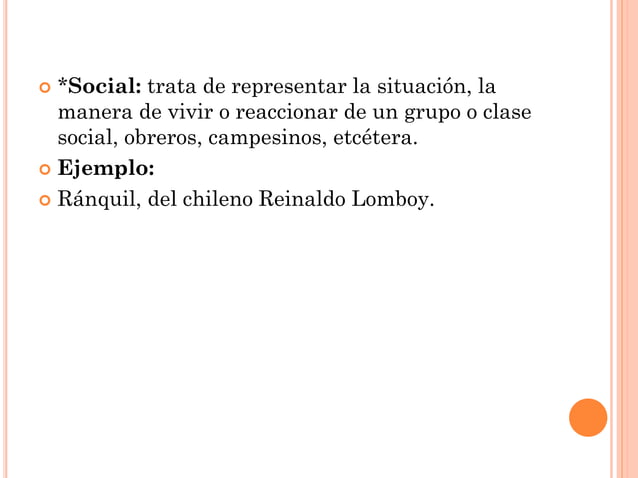 *Social: trata de representar la situación, la
manera de vivir o reaccionar de un grupo o clase
social, obreros, campesinos, etcétera.
Ejemplo:
Ránquil, del chileno Reinaldo Lomboy.